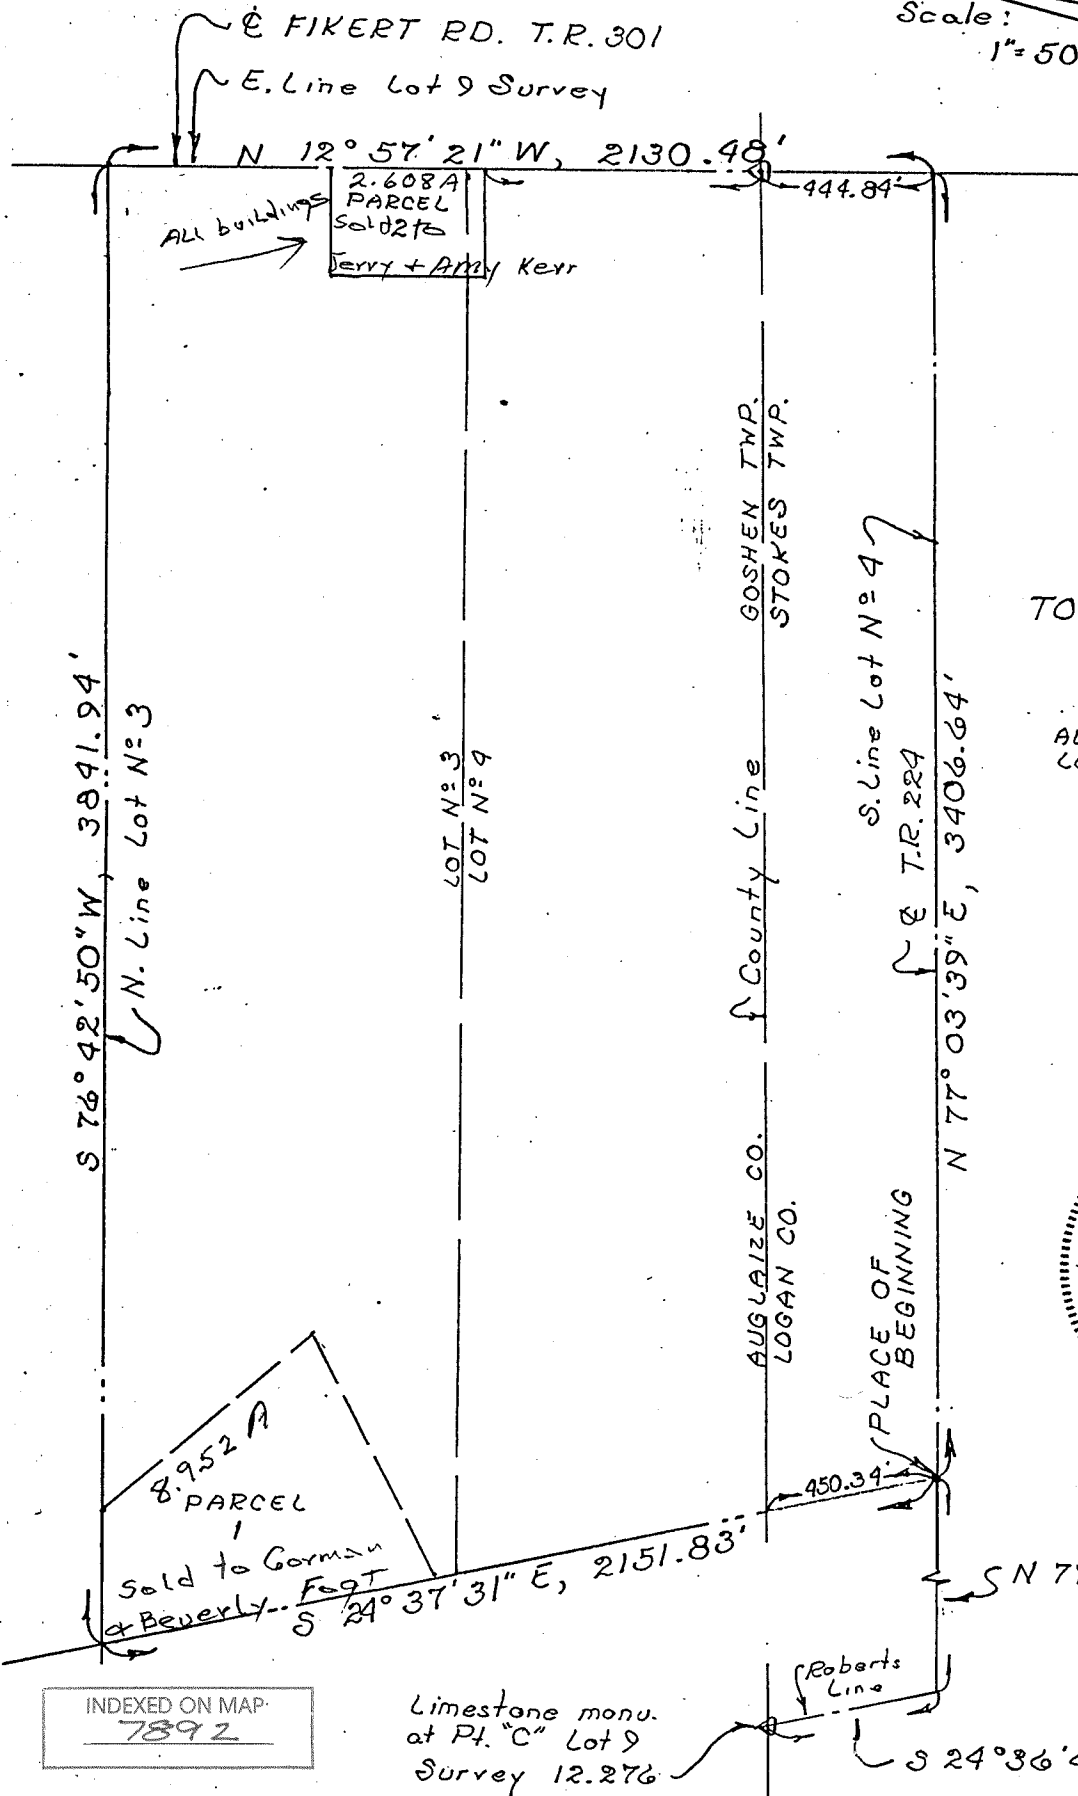 ℄ FIKERT RD. T.R. 301
Scale:
1"= 50
E. Line Lot 9 Survey
N 12° 57' 21" W, 2130.48'
444.84'
2.608 A
PARCEL
Sold 2 to
Jerry + Amy Kerr
ALL buildings
GOSHEN TWP.
STOKES TWP.
S. Line Lot Nº 4
TO
S 76° 42' 50" W, 3841.94'
N. Line Lot Nº 3
LOT Nº 3
LOT Nº 4
County Line
℄ T.R. 224
N 77° 03' 39" E, 3406.64'
AUGLAIZE CO.
LOGAN CO.
PLACE OF
BEGINNING
8.952 A
PARCEL
1
Sold to Gorman
& Beverly Fogt
450.34'
S 24° 37' 31" E, 2151.83'
N 77
Roberts
Line
INDEXED ON MAP
7892
Limestone monu.
at Pt. "C" Lot 9
Survey 12.276
S 24° 36'